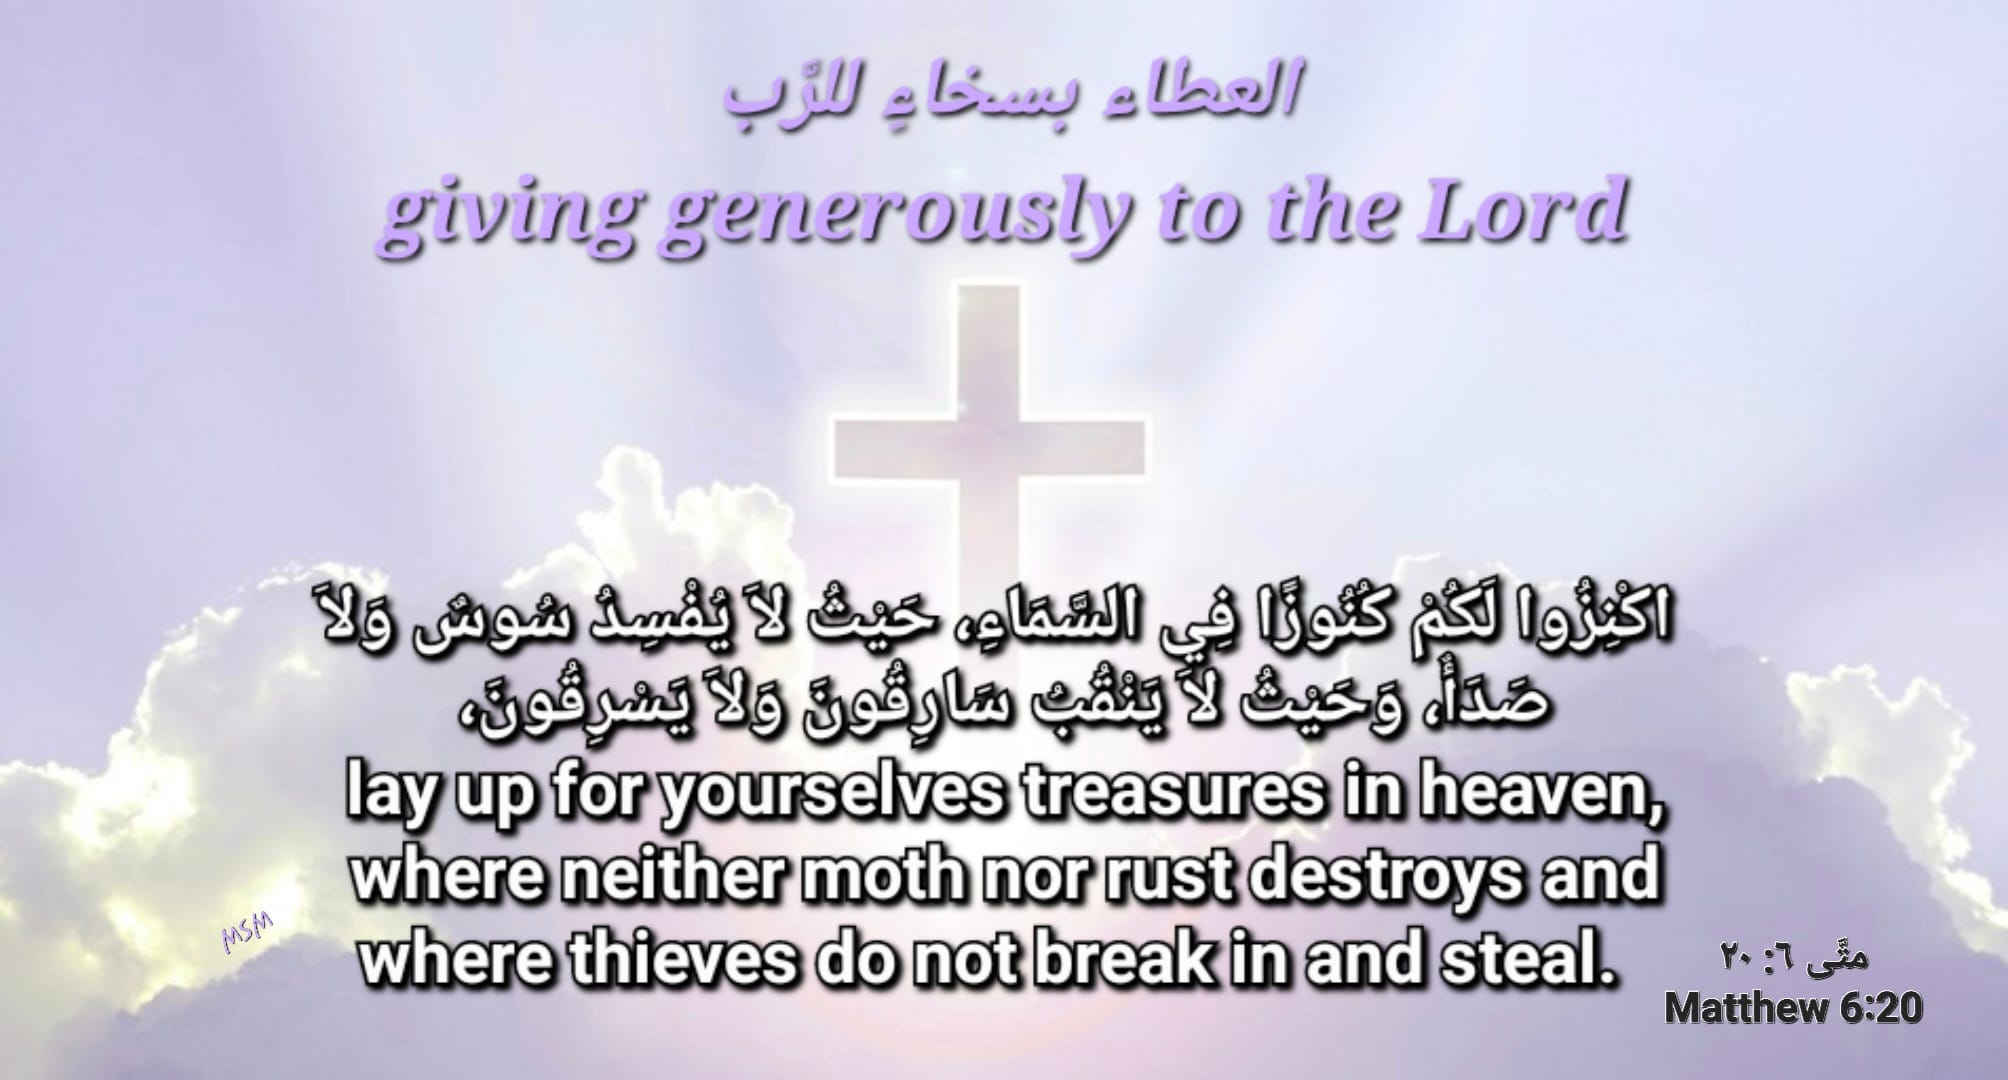 العطاء بسخاءِ للرَّب
giving generously to the Lord
اكْنِزُوا لَكُمْ كُنُوزًا فِي السَّمَاءِ، حَيْثُ لاَ يُفْسِدُ سُوسٌ وَلاَ
صَدَأٌ، وَحَيْثُ لاَ يَنْقُبُ سَارِقُونَ وَلاَ يَسْرِقُونَ،
lay up for yourselves treasures in heaven,
where neither moth nor rust destroys and
where thieves do not break in and steal.
MSM
متَّى ٦: ٢٠
Matthew 6:20